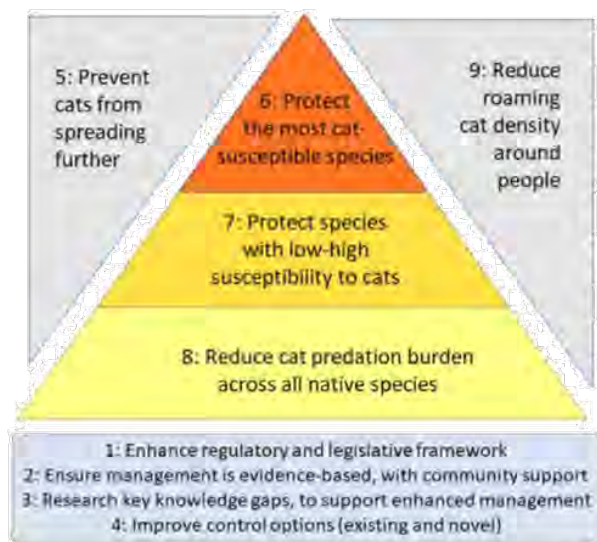 5: Prevent
cats from
spreading
further
6: Protect
the most cat-
susceptible species
9: Reduce
roaming
cat density
around
people
7: Protect species
with low-high
susceptibility to cats
8: Reduce cat predation burden
across all native species
1: Enhance regulatory and legislative framework
2: Ensure management is evidence-based, with community support
3: Research key knowledge gaps, to support enhanced management
4: Improve control options (existing and novel)